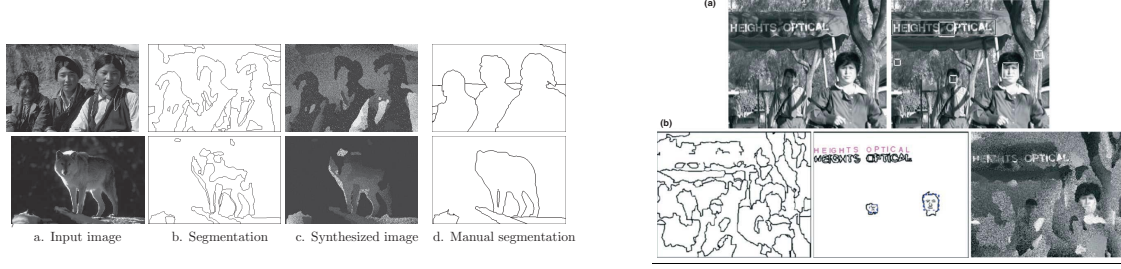 a. Input image
b. Segmentation
c. Synthesized image
d. Manual segmentation
(a)
HEIGHTS OPTICAL
HEIGHTS OPTICAL
(b)
HEIGHTS OPTICAL
HEIGHTS OPTICAL
HEIGHTS OPTICAL